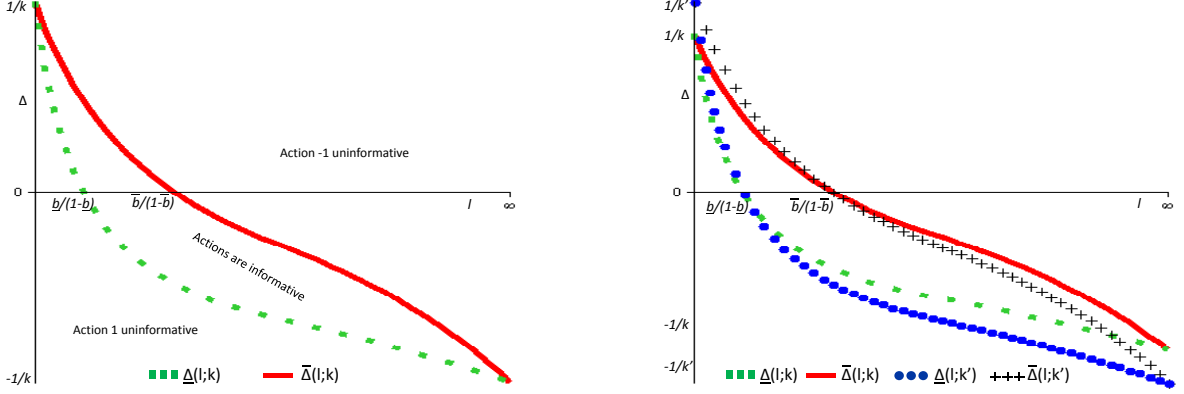 1/k
Δ
Action -1 uninformative
0
b̲/(1-b̲)
b̅/(1-b̅)
l
∞
Actions are informative
Action 1 uninformative
-1/k
Δ̲(l;k)
Δ̅(l;k)
1/k'
1/k
Δ
0
b̲/(1-b̲)
b̅/(1-b̅)
l
∞
-1/k
-1/k'
Δ̲(l;k)
Δ̅(l;k)
Δ̲(l;k')
Δ̅(l;k')